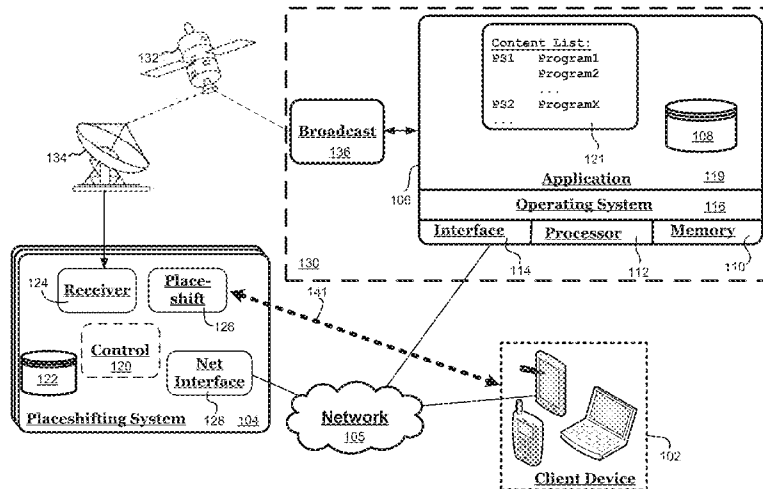 132
134
Broadcast
136
Content List:
PS1 Program1
Program2
...
PS2 ProgramX
...
121
108
106
Application 119
Operating System 116
Interface Processor Memory
130
114
112
110
124
Receiver
Place-
shift
126
141
Control
120
122
Net
Interface
128
Placeshifting System 104
Network
105
102
Client Device